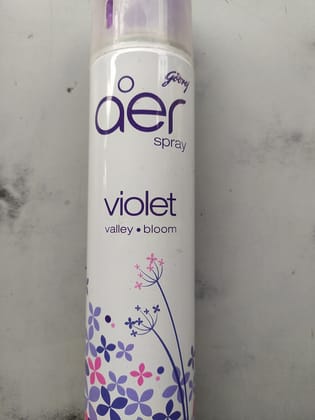 Godrej
aer
spray
violet
valley • bloom